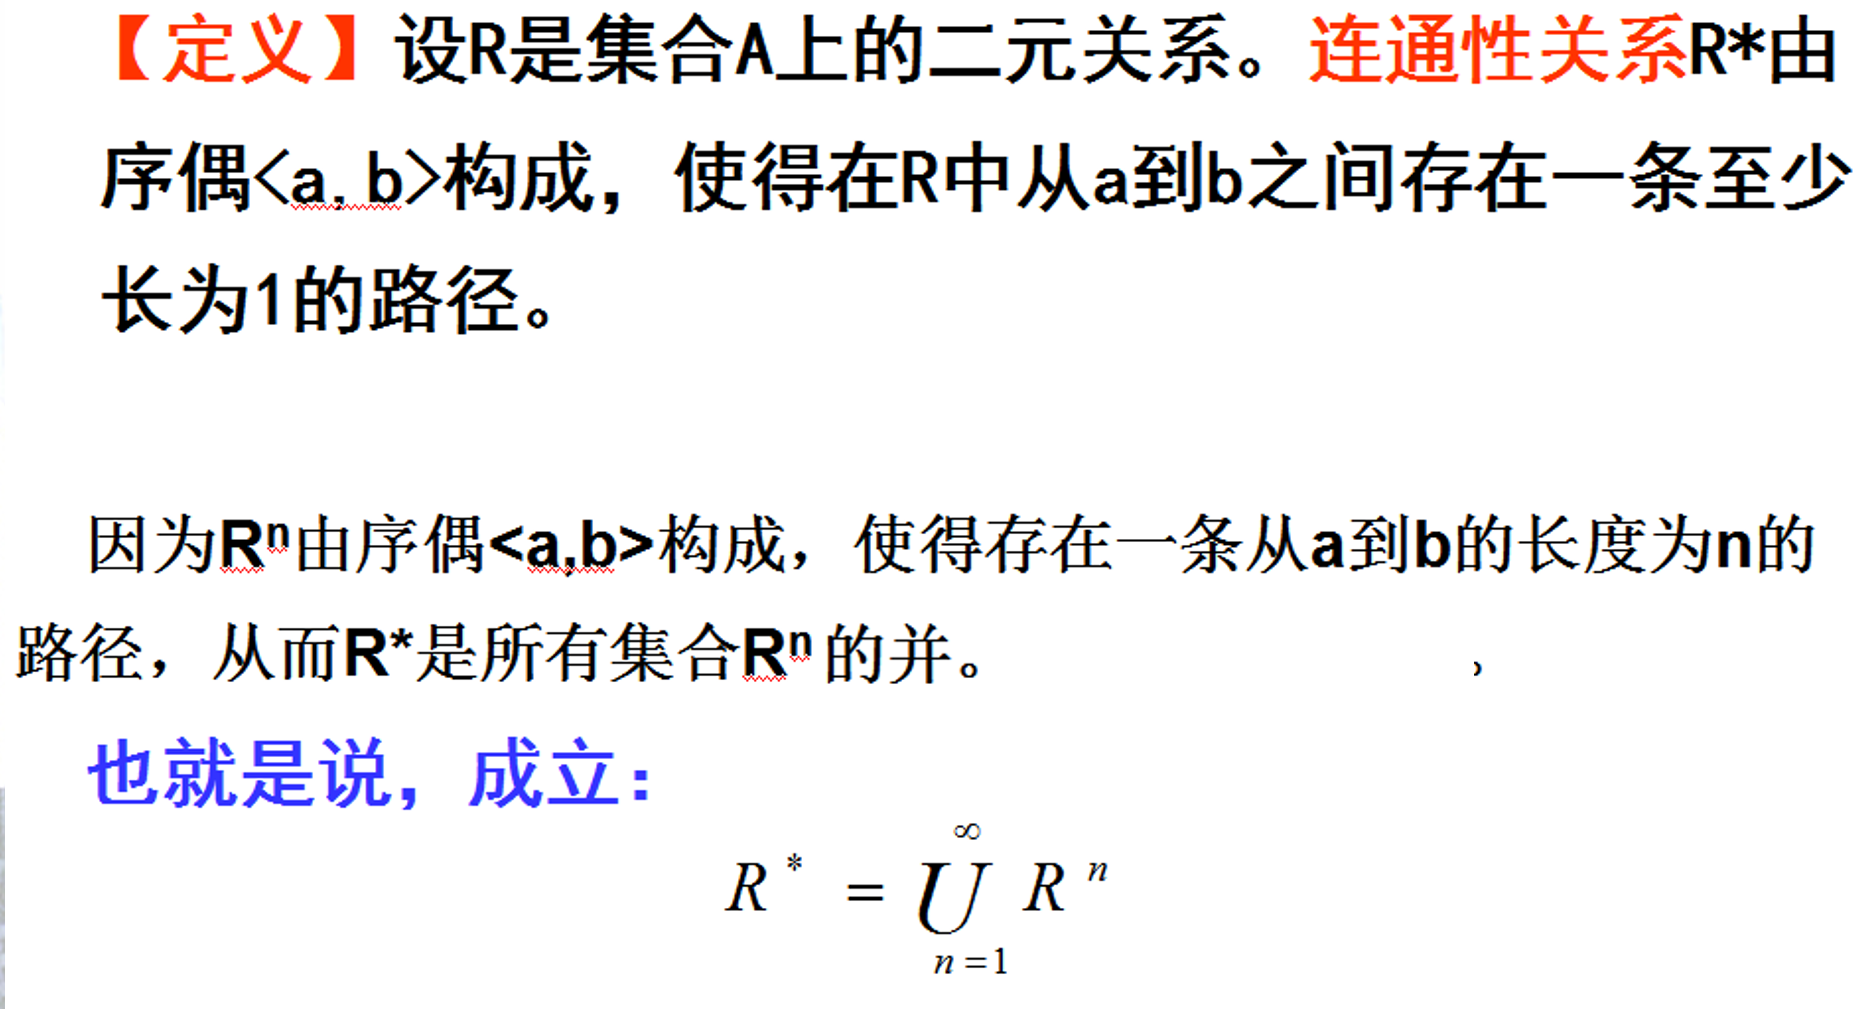 【定义】设R是集合A上的二元关系。连通性关系R*由
序偶<a, b>构成，使得在R中从a到b之间存在一条至少
长为1的路径。
因为Rⁿ由序偶<a,b>构成，使得存在一条从a到b的长度为n的
路径，从而R*是所有集合Rⁿ的并。
，
也就是说，成立：
∞
R * = ∪ R n
n = 1